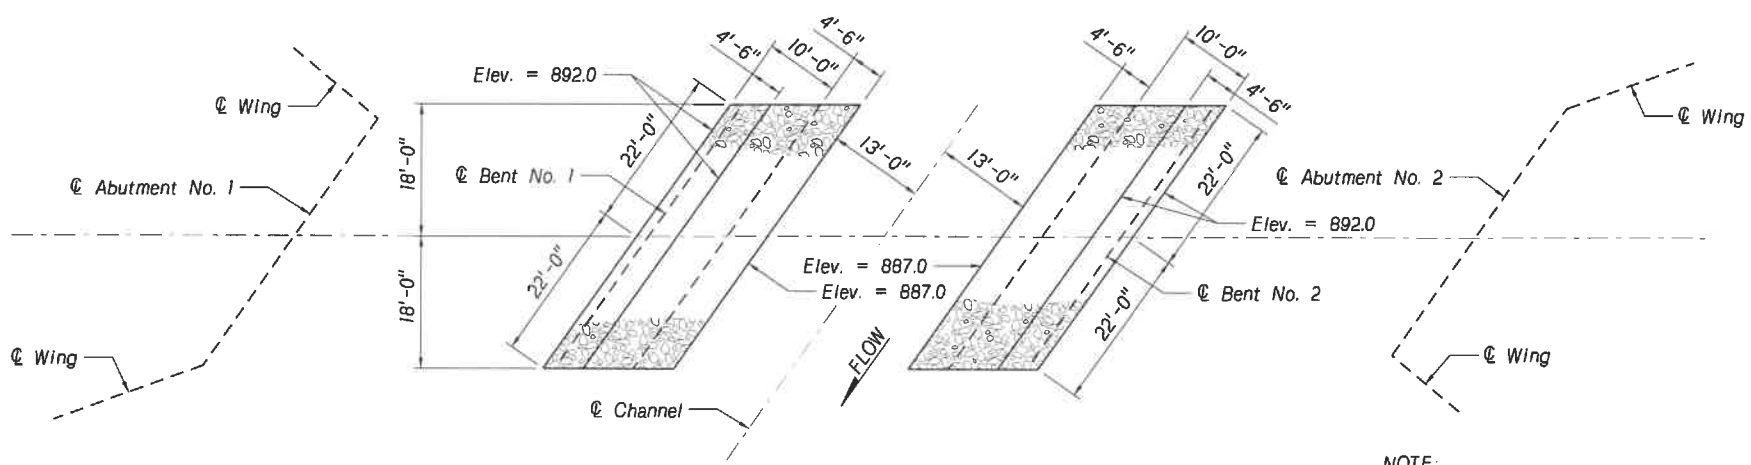 4'-6"
10'-0"
4'-6"
Elev. = 892.0
℄ Wing
22'-0"
18'-0"
13'-0"
℄ Bent No. 1
℄ Abutment No. 1
22'-0"
18'-0"
℄ Wing
Elev. = 887.0
Elev. = 887.0
℄ Channel
FLOW
13'-0"
4'-6"
10'-0"
4'-6"
℄ Wing
22'-0"
℄ Abutment No. 2
Elev. = 892.0
℄ Bent No. 2
22'-0"
℄ Wing
NOTE: